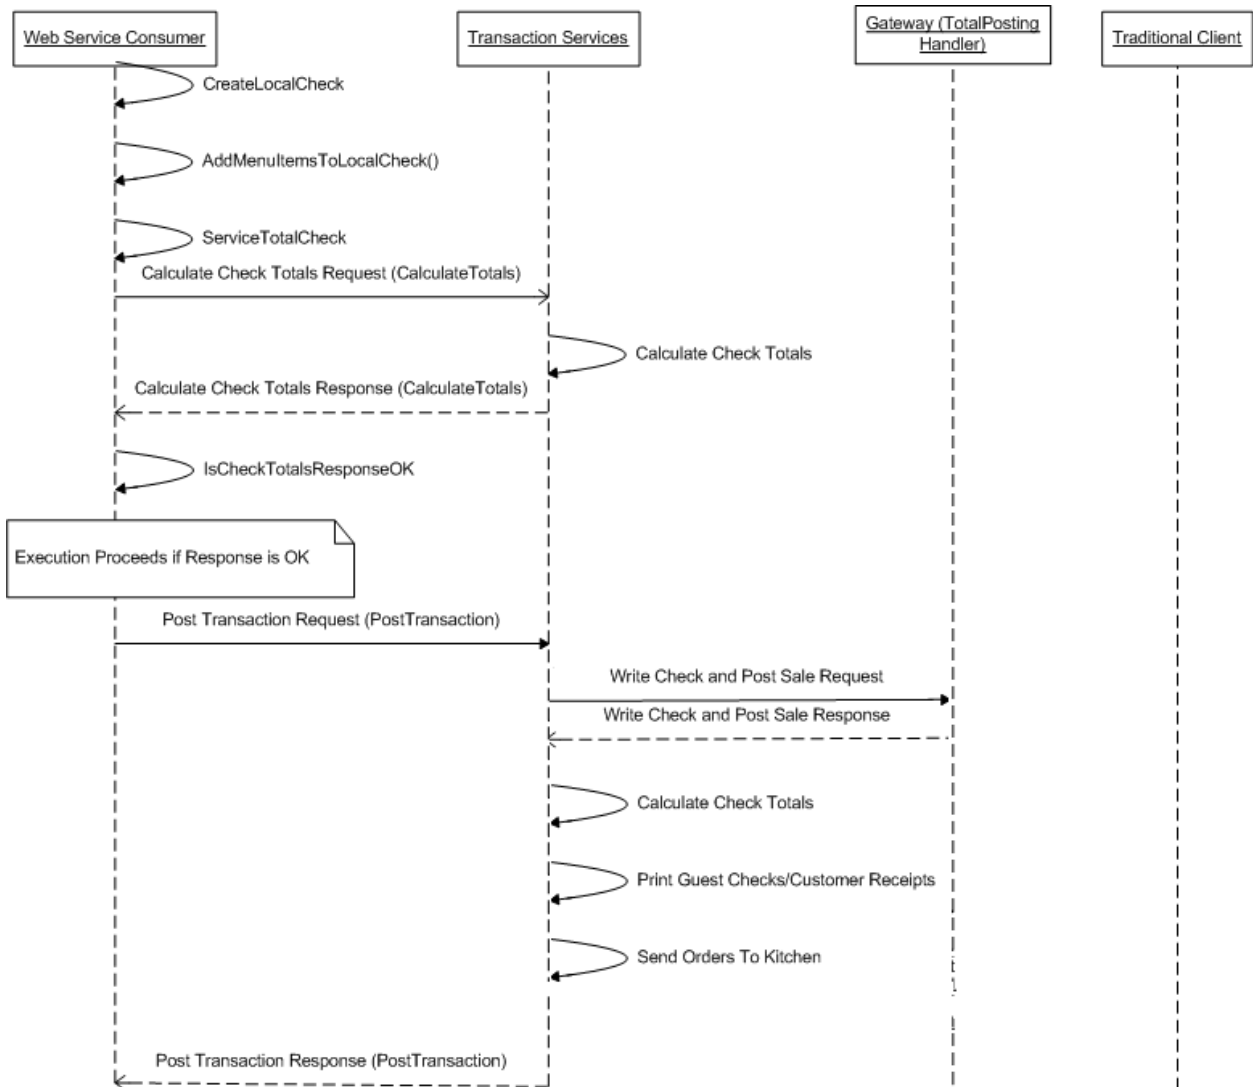 Web Service Consumer
Transaction Services
Gateway (TotalPosting
Handler)
Traditional Client
CreateLocalCheck
AddMenuItemsToLocalCheck()
ServiceTotalCheck
Calculate Check Totals Request (CalculateTotals)
Calculate Check Totals
Calculate Check Totals Response (CalculateTotals)
IsCheckTotalsResponseOK
Execution Proceeds if Response is OK
Post Transaction Request (PostTransaction)
Write Check and Post Sale Request
Write Check and Post Sale Response
Calculate Check Totals
Print Guest Checks/Customer Receipts
Send Orders To Kitchen
Post Transaction Response (PostTransaction)